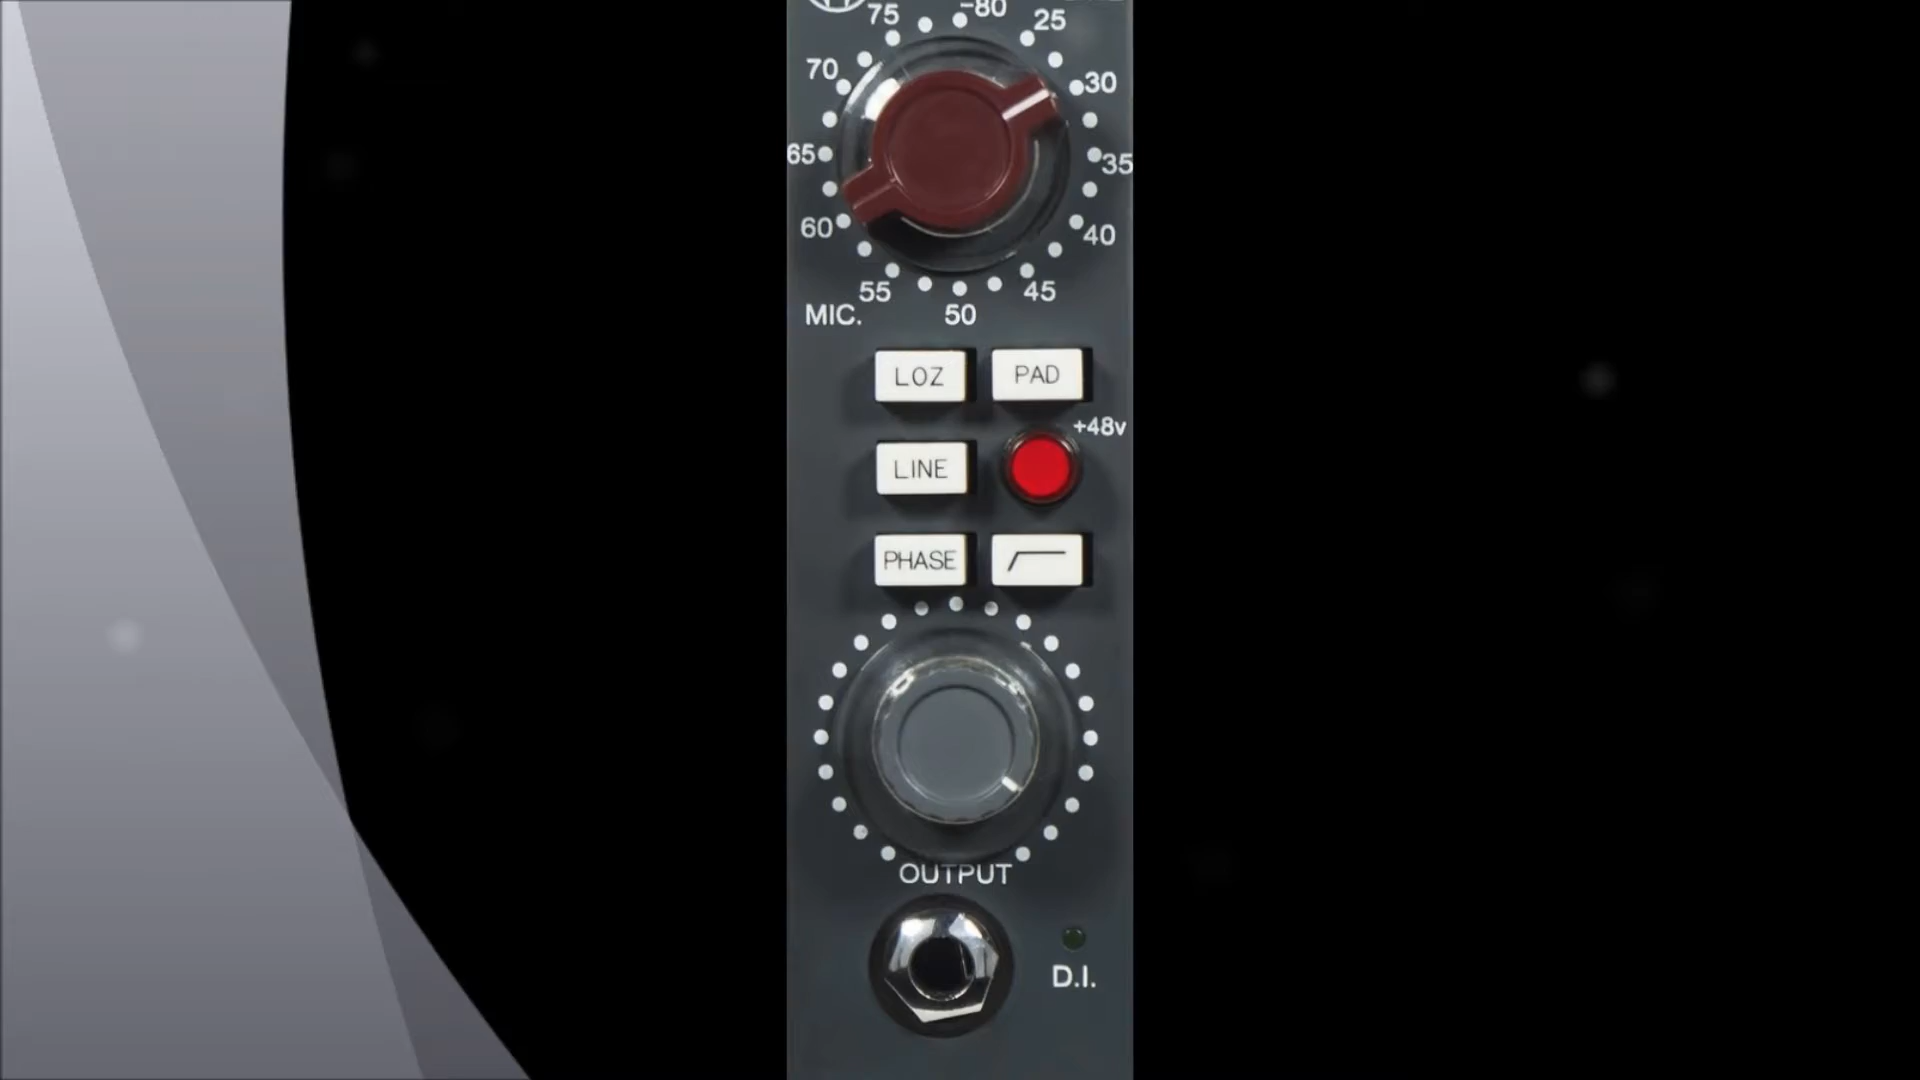 75 -80 25
70 30
65 35
60 40
55 45
MIC. 50
LOZ PAD
+48v
LINE
PHASE
OUTPUT
D.I.